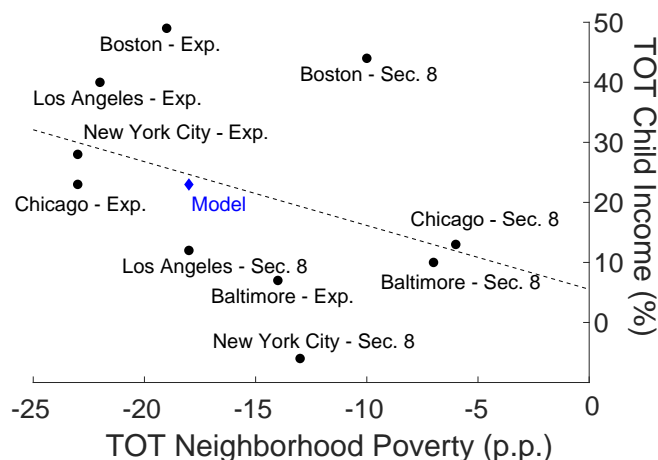 50
Boston - Exp.
Boston - Sec. 8
40
Los Angeles - Exp.
New York City - Exp.
30
Chicago - Exp.
Model
20
Chicago - Sec. 8
Los Angeles - Sec. 8
10
Baltimore - Sec. 8
Baltimore - Exp.
0
New York City - Sec. 8
TOT Child Income (%)
-25 -20 -15 -10 -5 0
TOT Neighborhood Poverty (p.p.)